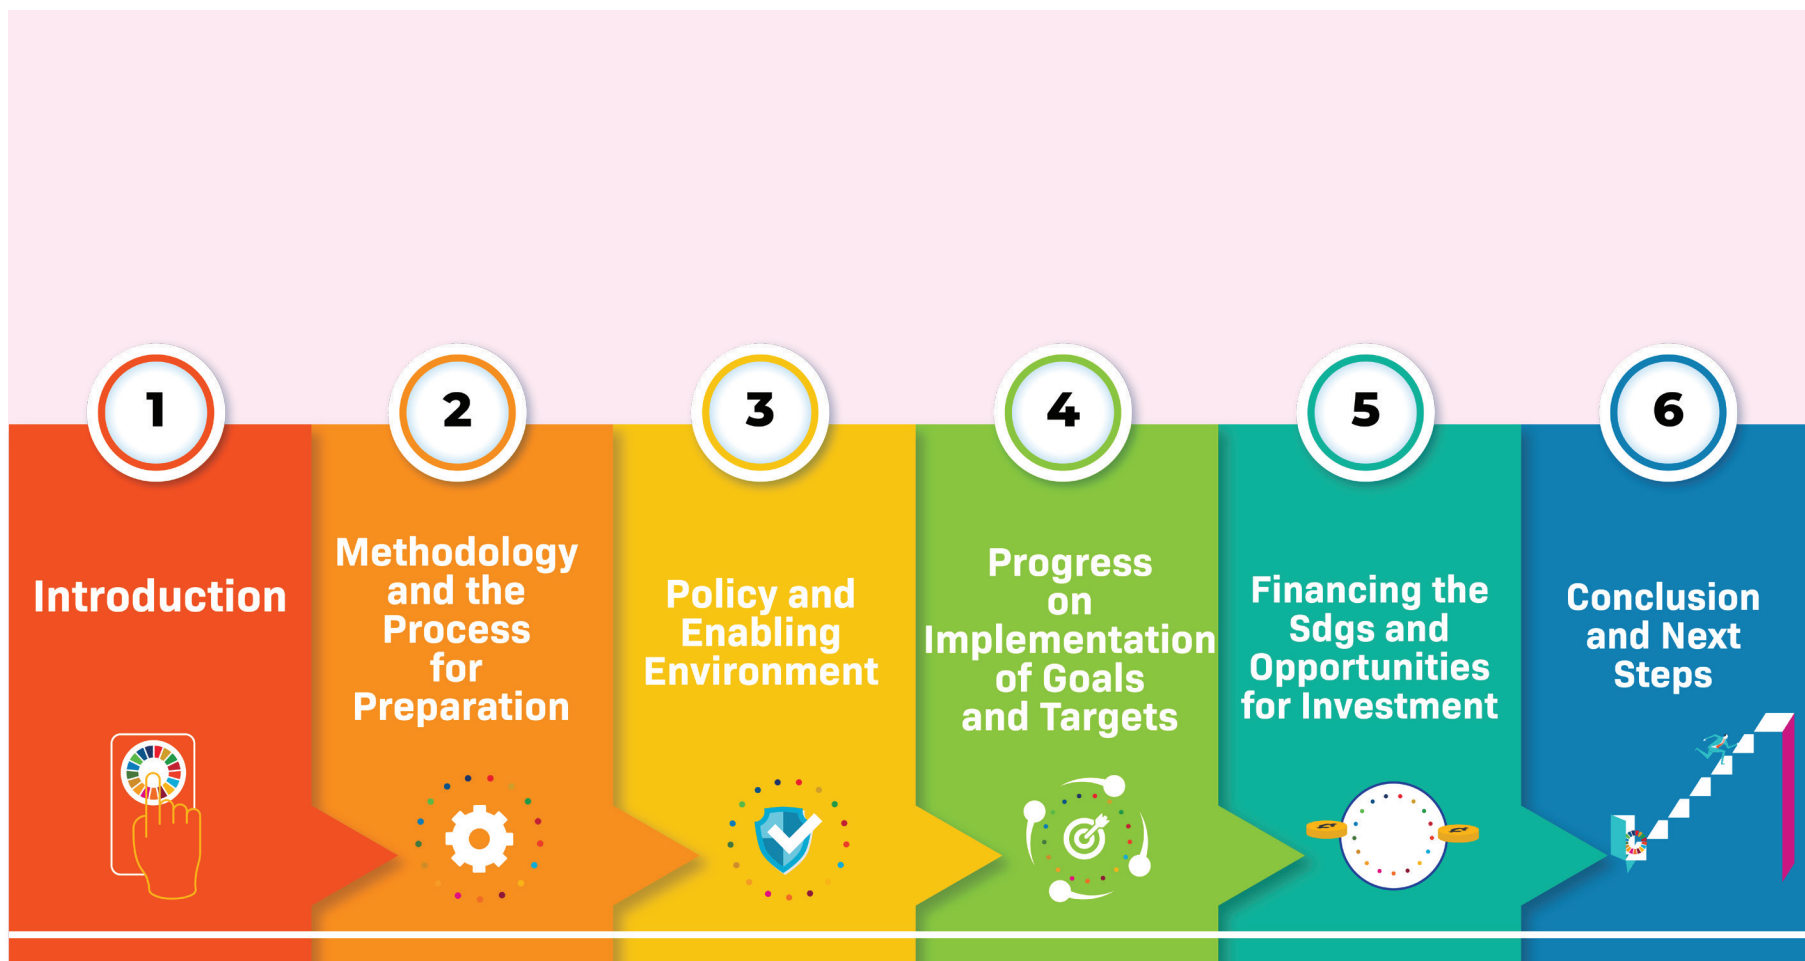 1
Introduction
2
Methodology
and the
Process
for
Preparation
3
Policy and
Enabling
Environment
4
Progress
on
Implementation
of Goals
and Targets
5
Financing the
Sdgs and
Opportunities
for Investment
6
Conclusion
and Next
Steps